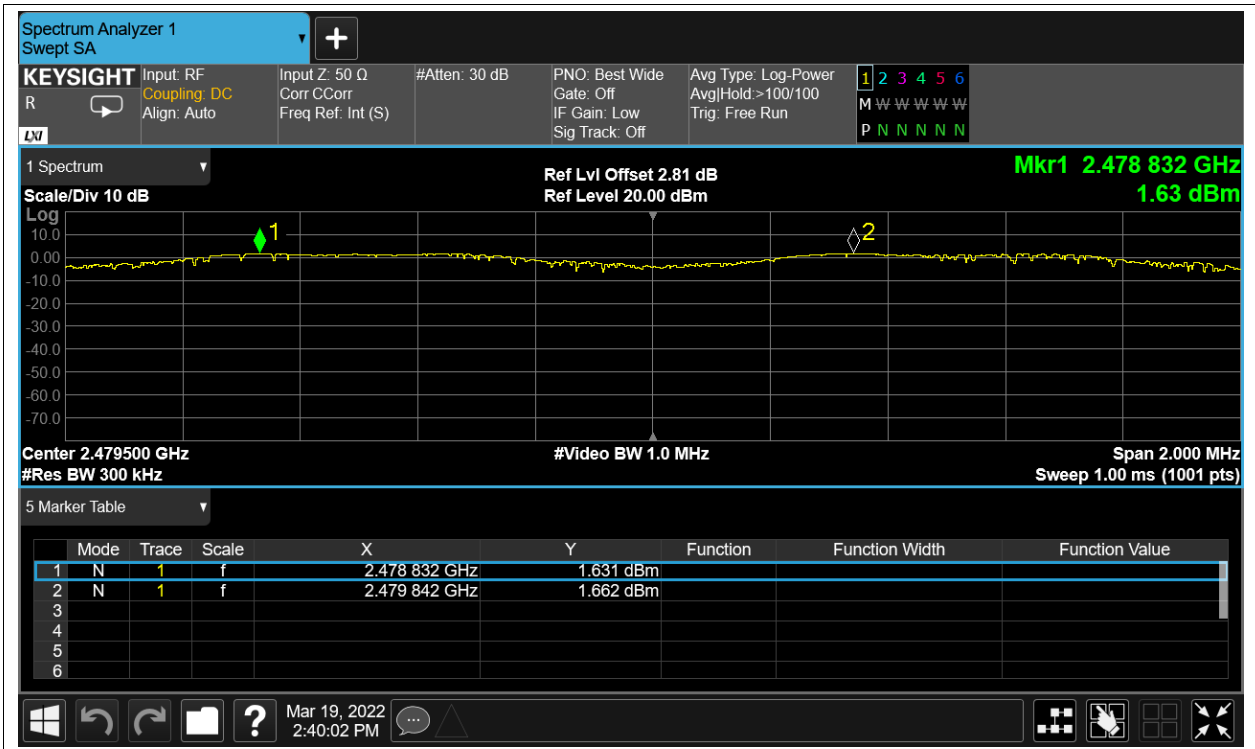 Spectrum Analyzer 1
Swept SA
▼
+
KEYSIGHT Input: RF Input Z: 50 Ω #Atten: 30 dB PNO: Best Wide Avg Type: Log-Power 1 2 3 4 5 6
R Coupling: DC Corr CCorr Gate: Off Avg|Hold:>100/100 M W W W W W
Align: Auto Freq Ref: Int (S) IF Gain: Low Trig: Free Run
LXI Sig Track: Off P N N N N N
1 Spectrum ▼ Ref Lvl Offset 2.81 dB Mkr1 2.478 832 GHz
Scale/Div 10 dB Ref Level 20.00 dBm 1.63 dBm
Log
10.0 1 2
0.00
-10.0
-20.0
-30.0
-40.0
-50.0
-60.0
-70.0
Center 2.479500 GHz #Video BW 1.0 MHz Span 2.000 MHz
#Res BW 300 kHz Sweep 1.00 ms (1001 pts)
5 Marker Table ▼
Mode Trace Scale X Y Function Function Width Function Value
1 N 1 f 2.478 832 GHz 1.631 dBm
2 N 1 f 2.479 842 GHz 1.662 dBm
3
4
5
6
? Mar 19, 2022
2:40:02 PM